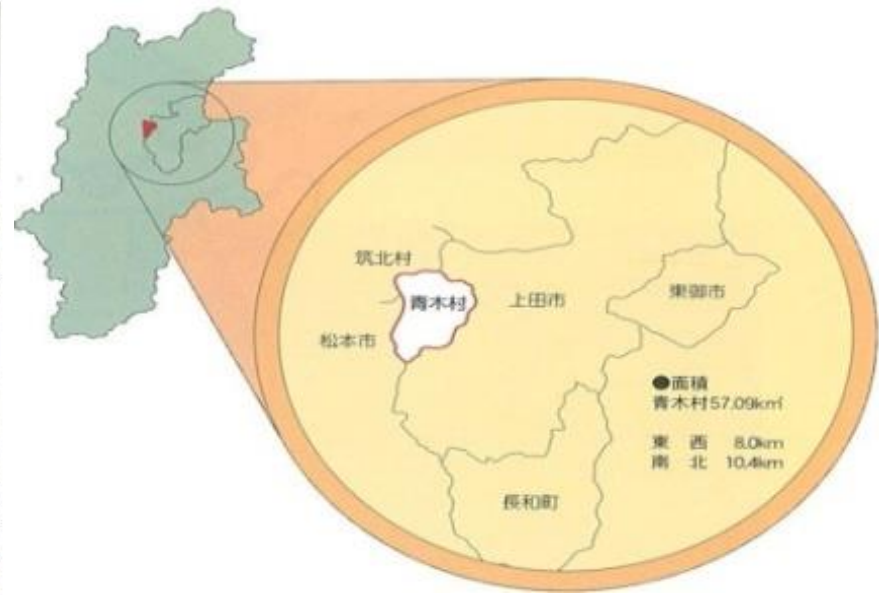 筑北村
青木村
上田市
東御市
松本市
●面積
青木村57.09k㎡
東 西 8.0km
南 北 10.4km
長和町